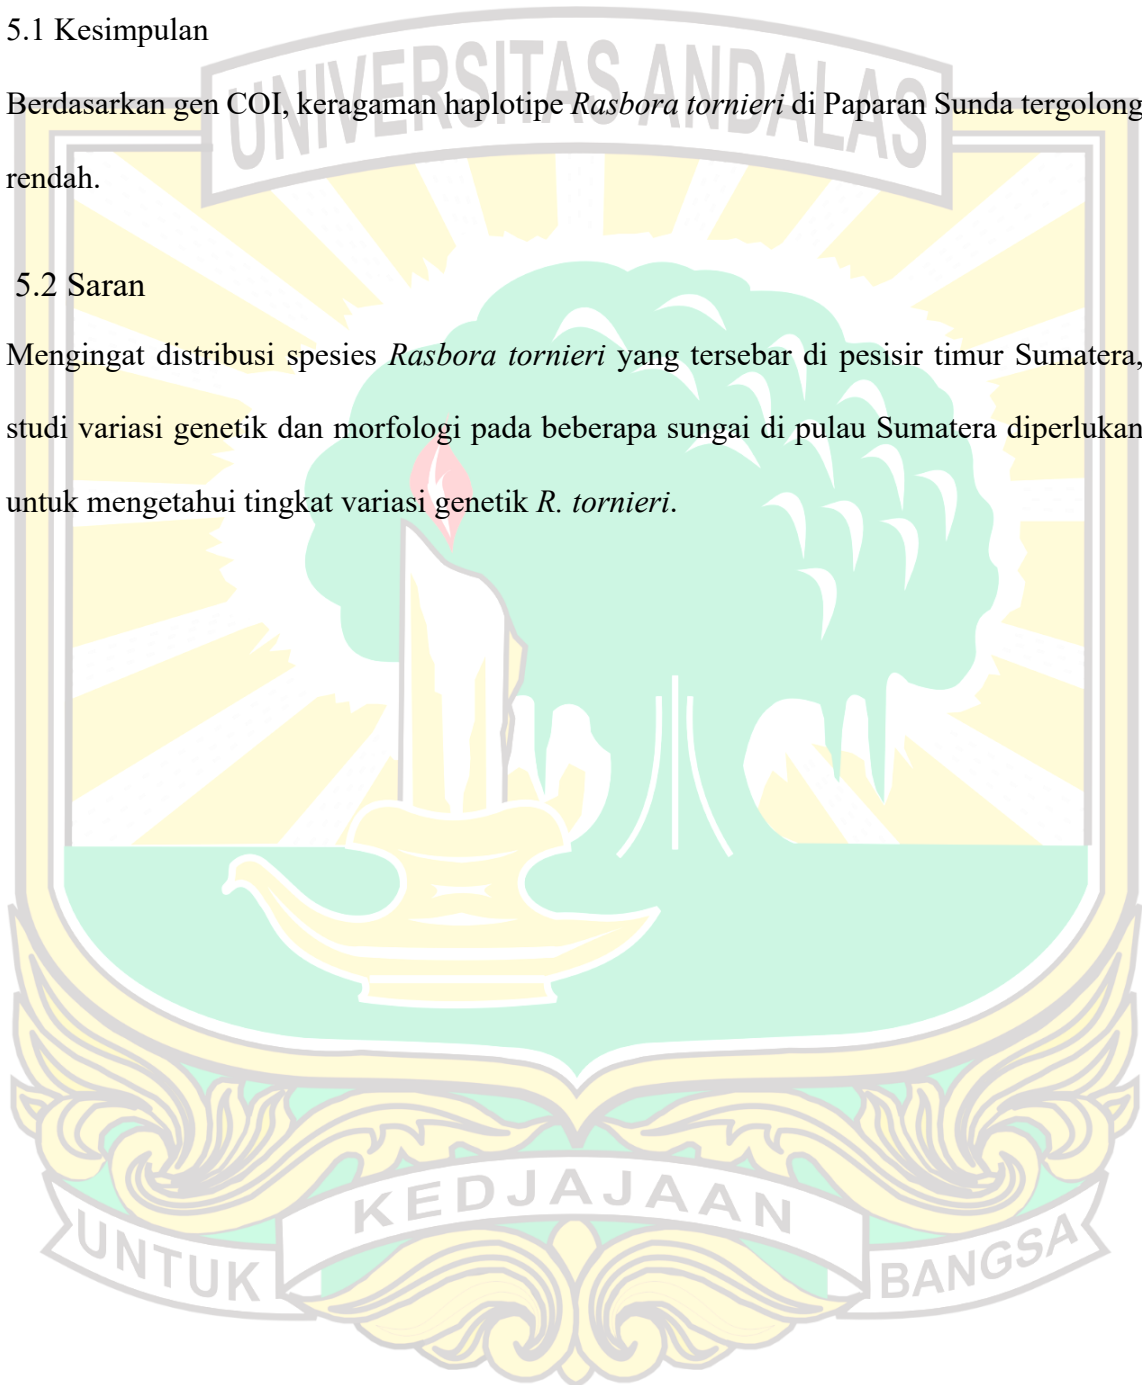 5.1 Kesimpulan
UNIVERSITAS ANDALAS
Berdasarkan gen COI, keragaman haplotipe Rasbora tornieri di Paparan Sunda tergolong
rendah.
5.2 Saran
Mengingat distribusi spesies Rasbora tornieri yang tersebar di pesisir timur Sumatera,
studi variasi genetik dan morfologi pada beberapa sungai di pulau Sumatera diperlukan
untuk mengetahui tingkat variasi genetik R. tornieri.
UNTUK KEDJAJAAN BANGSA